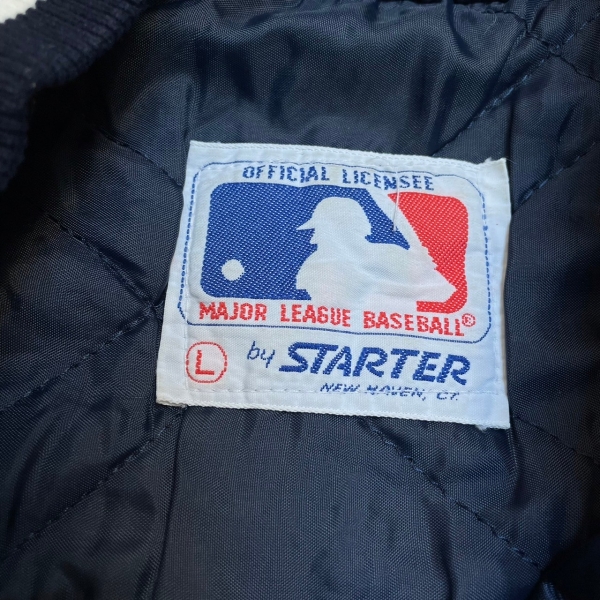 OFFICIAL LICENSEE
MAJOR LEAGUE BASEBALL®
L by STARTER
NEW HAVEN, CT.